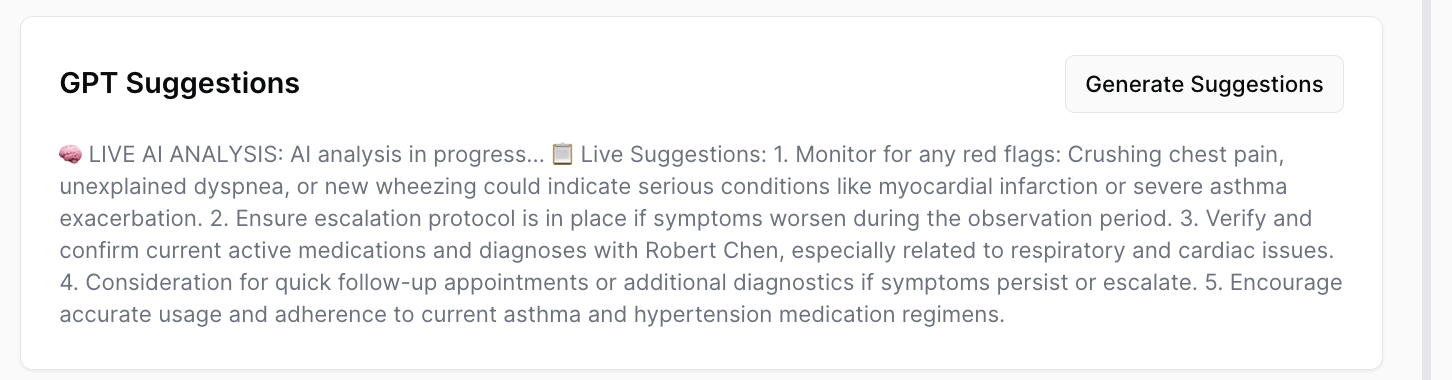 GPT Suggestions
Generate Suggestions
🧠 LIVE AI ANALYSIS: AI analysis in progress... 📋 Live Suggestions: 1. Monitor for any red flags: Crushing chest pain,
unexplained dyspnea, or new wheezing could indicate serious conditions like myocardial infarction or severe asthma
exacerbation. 2. Ensure escalation protocol is in place if symptoms worsen during the observation period. 3. Verify and
confirm current active medications and diagnoses with Robert Chen, especially related to respiratory and cardiac issues.
4. Consideration for quick follow-up appointments or additional diagnostics if symptoms persist or escalate. 5. Encourage
accurate usage and adherence to current asthma and hypertension medication regimens.